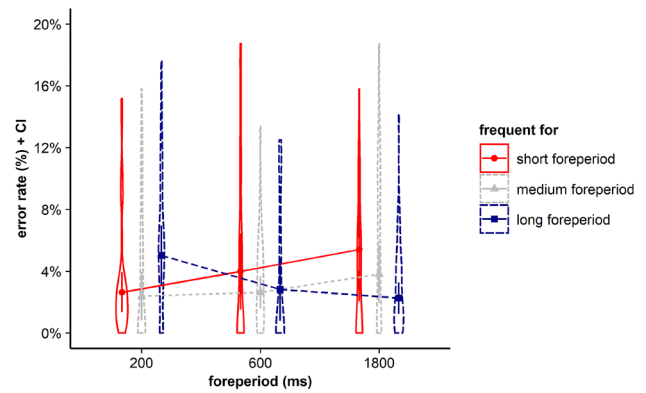 20%
16%
12%
8%
4%
0%
error rate (%) + CI
200
600
1800
foreperiod (ms)
frequent for
short foreperiod
medium foreperiod
long foreperiod